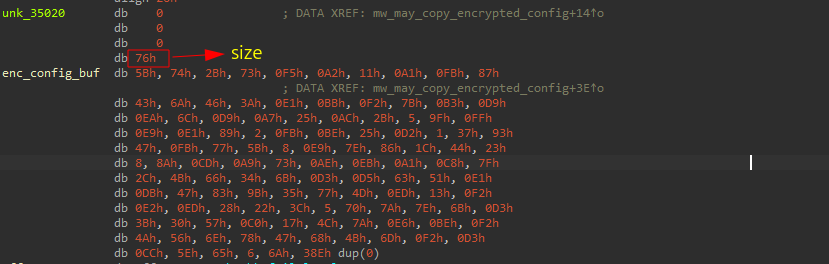 unk_35020 db 0 ; DATA XREF: mw_may_copy_encrypted_config+14↑o
db 0
db 0
db 76h size
enc_config_buf db 5Bh, 74h, 2Bh, 73h, 0F5h, 0A2h, 11h, 0A1h, 0FBh, 87h
; DATA XREF: mw_may_copy_encrypted_config+3E↑o
db 43h, 6Ah, 46h, 3Ah, 0E1h, 0BBh, 0F2h, 7Bh, 0B3h, 0D9h
db 0EAh, 6Ch, 0D9h, 0A7h, 25h, 0ACh, 2Bh, 5, 9Fh, 0FFh
db 0E9h, 0E1h, 89h, 2, 0FBh, 0BEh, 25h, 0D2h, 1, 37h, 93h
db 47h, 0FBh, 77h, 5Bh, 8, 0E9h, 7Eh, 86h, 1Ch, 44h, 23h
db 8, 8Ah, 0CDh, 0A9h, 73h, 0AEh, 0EBh, 0A1h, 0C8h, 7Fh
db 2Ch, 4Bh, 66h, 34h, 6Bh, 0D3h, 0D5h, 63h, 51h, 0E1h
db 0DBh, 47h, 83h, 9Bh, 35h, 77h, 4Dh, 0EDh, 13h, 0F2h
db 0E2h, 0EDh, 28h, 22h, 3Ch, 5, 70h, 7Ah, 7Eh, 6Bh, 0D3h
db 3Bh, 30h, 57h, 0C0h, 17h, 4Ch, 7Ah, 0E6h, 0BEh, 0F2h
db 4Ah, 56h, 6Eh, 78h, 47h, 68h, 4Bh, 6Dh, 0F2h, 0D3h
db 0CCh, 5Eh, 65h, 6, 6Ah, 38Eh dup(0)